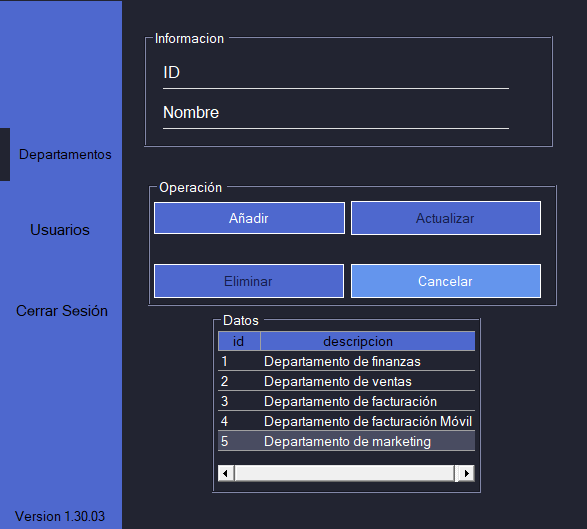 Departamentos
Usuarios
Cerrar Sesión
Version 1.30.03
Informacion
ID
Nombre
Operación
Añadir Actualizar
Eliminar Cancelar
Datos
id descripcion
1 Departamento de finanzas
2 Departamento de ventas
3 Departamento de facturación
4 Departamento de facturación Móvil
5 Departamento de marketing